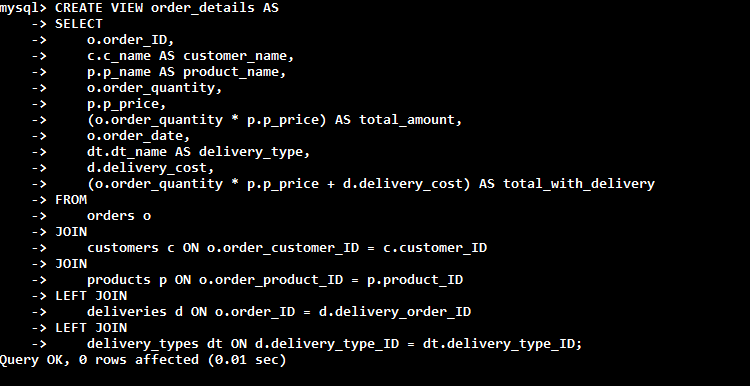 mysql> CREATE VIEW order_details AS
    -> SELECT
    ->     o.order_ID,
    ->     c.c_name AS customer_name,
    ->     p.p_name AS product_name,
    ->     o.order_quantity,
    ->     p.p_price,
    ->     (o.order_quantity * p.p_price) AS total_amount,
    ->     o.order_date,
    ->     dt.dt_name AS delivery_type,
    ->     d.delivery_cost,
    ->     (o.order_quantity * p.p_price + d.delivery_cost) AS total_with_delivery
    -> FROM
    ->     orders o
    -> JOIN
    ->     customers c ON o.order_customer_ID = c.customer_ID
    -> JOIN
    ->     products p ON o.order_product_ID = p.product_ID
    -> LEFT JOIN
    ->     deliveries d ON o.order_ID = d.delivery_order_ID
    -> LEFT JOIN
    ->     delivery_types dt ON d.delivery_type_ID = dt.delivery_type_ID;
Query OK, 0 rows affected (0.01 sec)